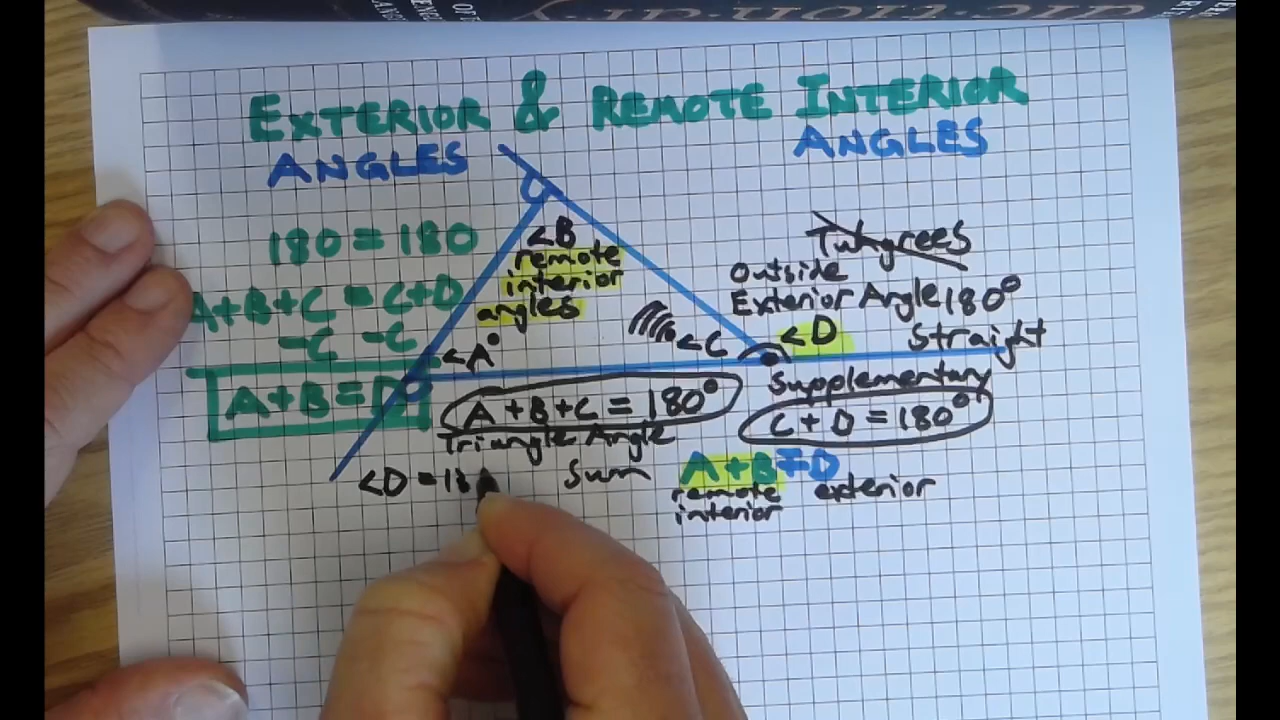 EXTERIOR & REMOTE INTERIOR
ANGLES ANGLES
180 = 180
A+B+C = C+D
-C -C
A+B=D
<B
remote
interior
angles
<A°
<C
Outside
Exterior Angle 180°
<D Straight
Supplementary
C + D = 180°
A + B + C = 180°
Triangle Angle
Sum
<D = 18
A+B=D
remote exterior
interior